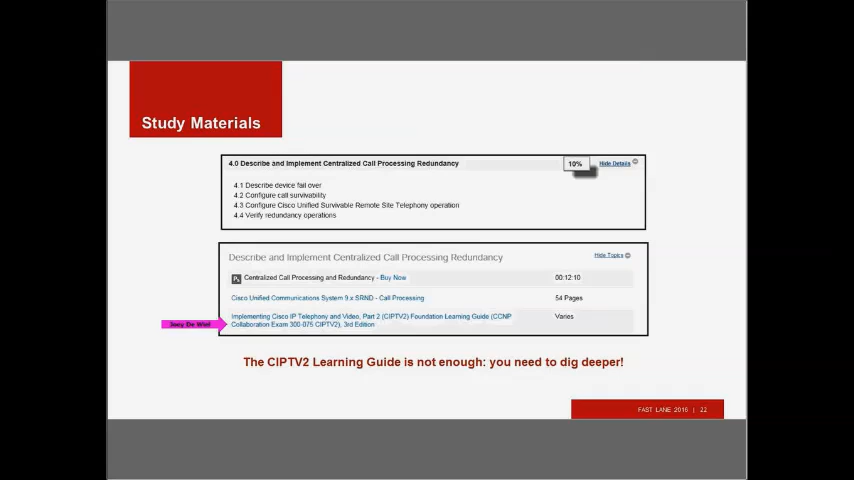 Study Materials
4.0 Describe and Implement Centralized Call Processing Redundancy 10% Hide Details
4.1 Describe device fail over
4.2 Configure call survivability
4.3 Configure Cisco Unified Survivable Remote Site Telephony operation
4.4 Verify redundancy operations
Describe and Implement Centralized Call Processing Redundancy Hide Topics
Centralized Call Processing and Redundancy - Buy Now 00:12:10
Cisco Unified Communications System 9.x SRND - Call Processing 54 Pages
Implementing Cisco IP Telephony and Video, Part 2 (CIPTV2) Foundation Learning Guide (CCNP Varies
Collaboration Exam 300-075 CIPTV2), 3rd Edition
The CIPTV2 Learning Guide is not enough: you need to dig deeper!
FAST LANE 2016 | 22